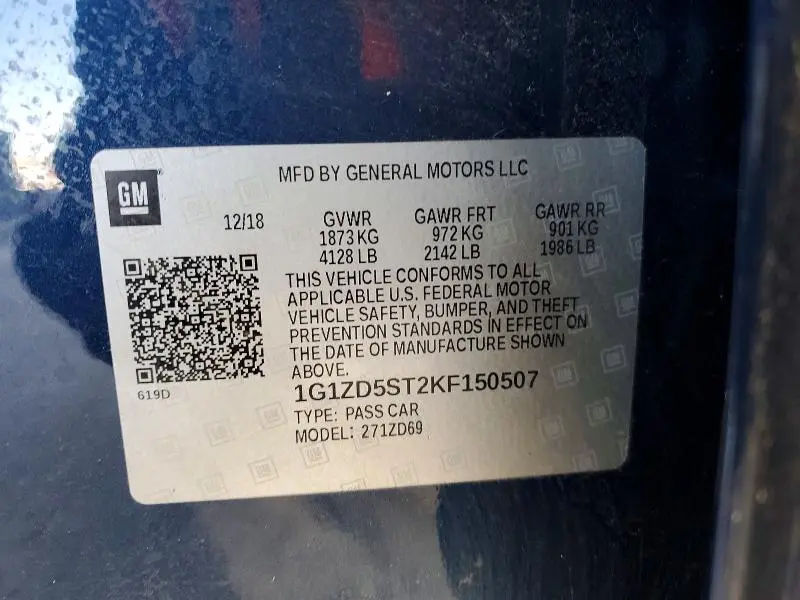 GM
MFD BY GENERAL MOTORS LLC
12/18 GVWR GAWR FRT GAWR RR
1873 KG 972 KG 901 KG
4128 LB 2142 LB 1986 LB
THIS VEHICLE CONFORMS TO ALL
APPLICABLE U.S. FEDERAL MOTOR
VEHICLE SAFETY, BUMPER, AND THEFT
PREVENTION STANDARDS IN EFFECT ON
THE DATE OF MANUFACTURE SHOWN
ABOVE.
619D
1G1ZD5ST2KF150507
TYPE: PASS CAR
MODEL: 271ZD69